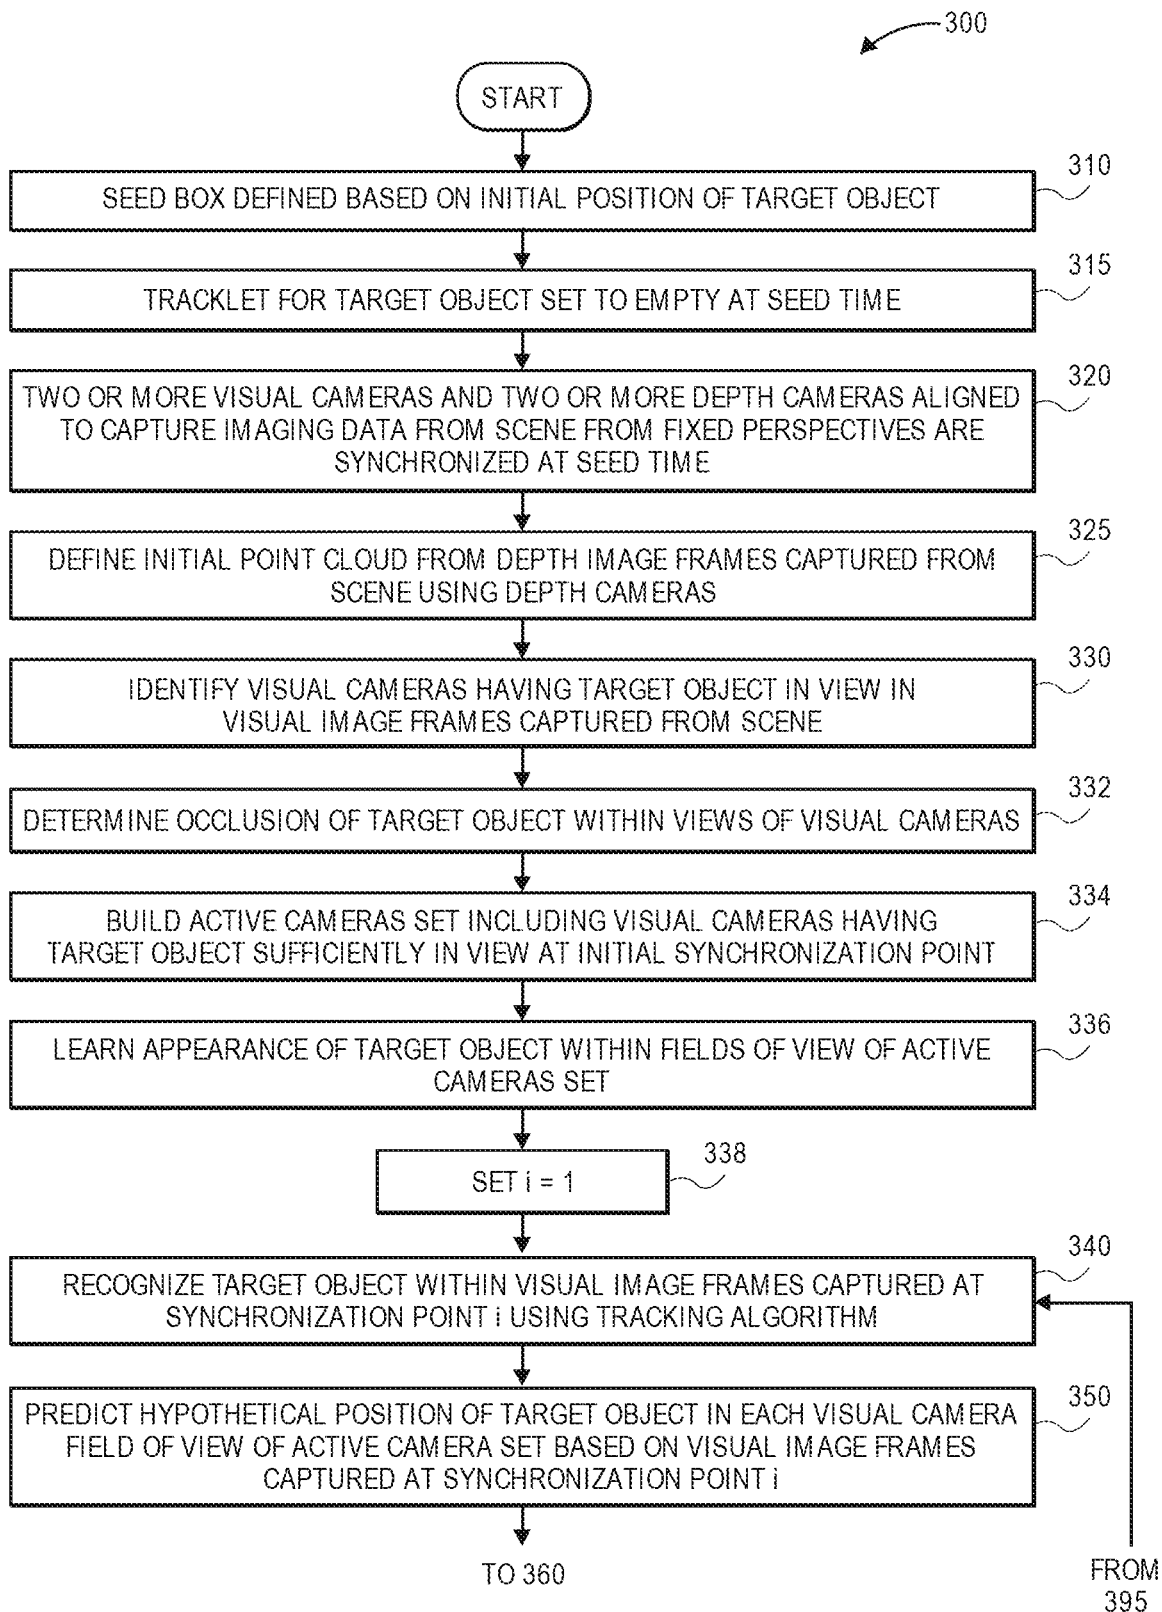 300
START
310
SEED BOX DEFINED BASED ON INITIAL POSITION OF TARGET OBJECT
315
TRACKLET FOR TARGET OBJECT SET TO EMPTY AT SEED TIME
320
TWO OR MORE VISUAL CAMERAS AND TWO OR MORE DEPTH CAMERAS ALIGNED
TO CAPTURE IMAGING DATA FROM SCENE FROM FIXED PERSPECTIVES ARE
SYNCHRONIZED AT SEED TIME
325
DEFINE INITIAL POINT CLOUD FROM DEPTH IMAGE FRAMES CAPTURED FROM
SCENE USING DEPTH CAMERAS
330
IDENTIFY VISUAL CAMERAS HAVING TARGET OBJECT IN VIEW IN
VISUAL IMAGE FRAMES CAPTURED FROM SCENE
332
DETERMINE OCCLUSION OF TARGET OBJECT WITHIN VIEWS OF VISUAL CAMERAS
334
BUILD ACTIVE CAMERAS SET INCLUDING VISUAL CAMERAS HAVING
TARGET OBJECT SUFFICIENTLY IN VIEW AT INITIAL SYNCHRONIZATION POINT
336
LEARN APPEARANCE OF TARGET OBJECT WITHIN FIELDS OF VIEW OF ACTIVE
CAMERAS SET
338
SET i = 1
340
RECOGNIZE TARGET OBJECT WITHIN VISUAL IMAGE FRAMES CAPTURED AT
SYNCHRONIZATION POINT i USING TRACKING ALGORITHM
350
PREDICT HYPOTHETICAL POSITION OF TARGET OBJECT IN EACH VISUAL CAMERA
FIELD OF VIEW OF ACTIVE CAMERA SET BASED ON VISUAL IMAGE FRAMES
CAPTURED AT SYNCHRONIZATION POINT i
TO 360
FROM
395